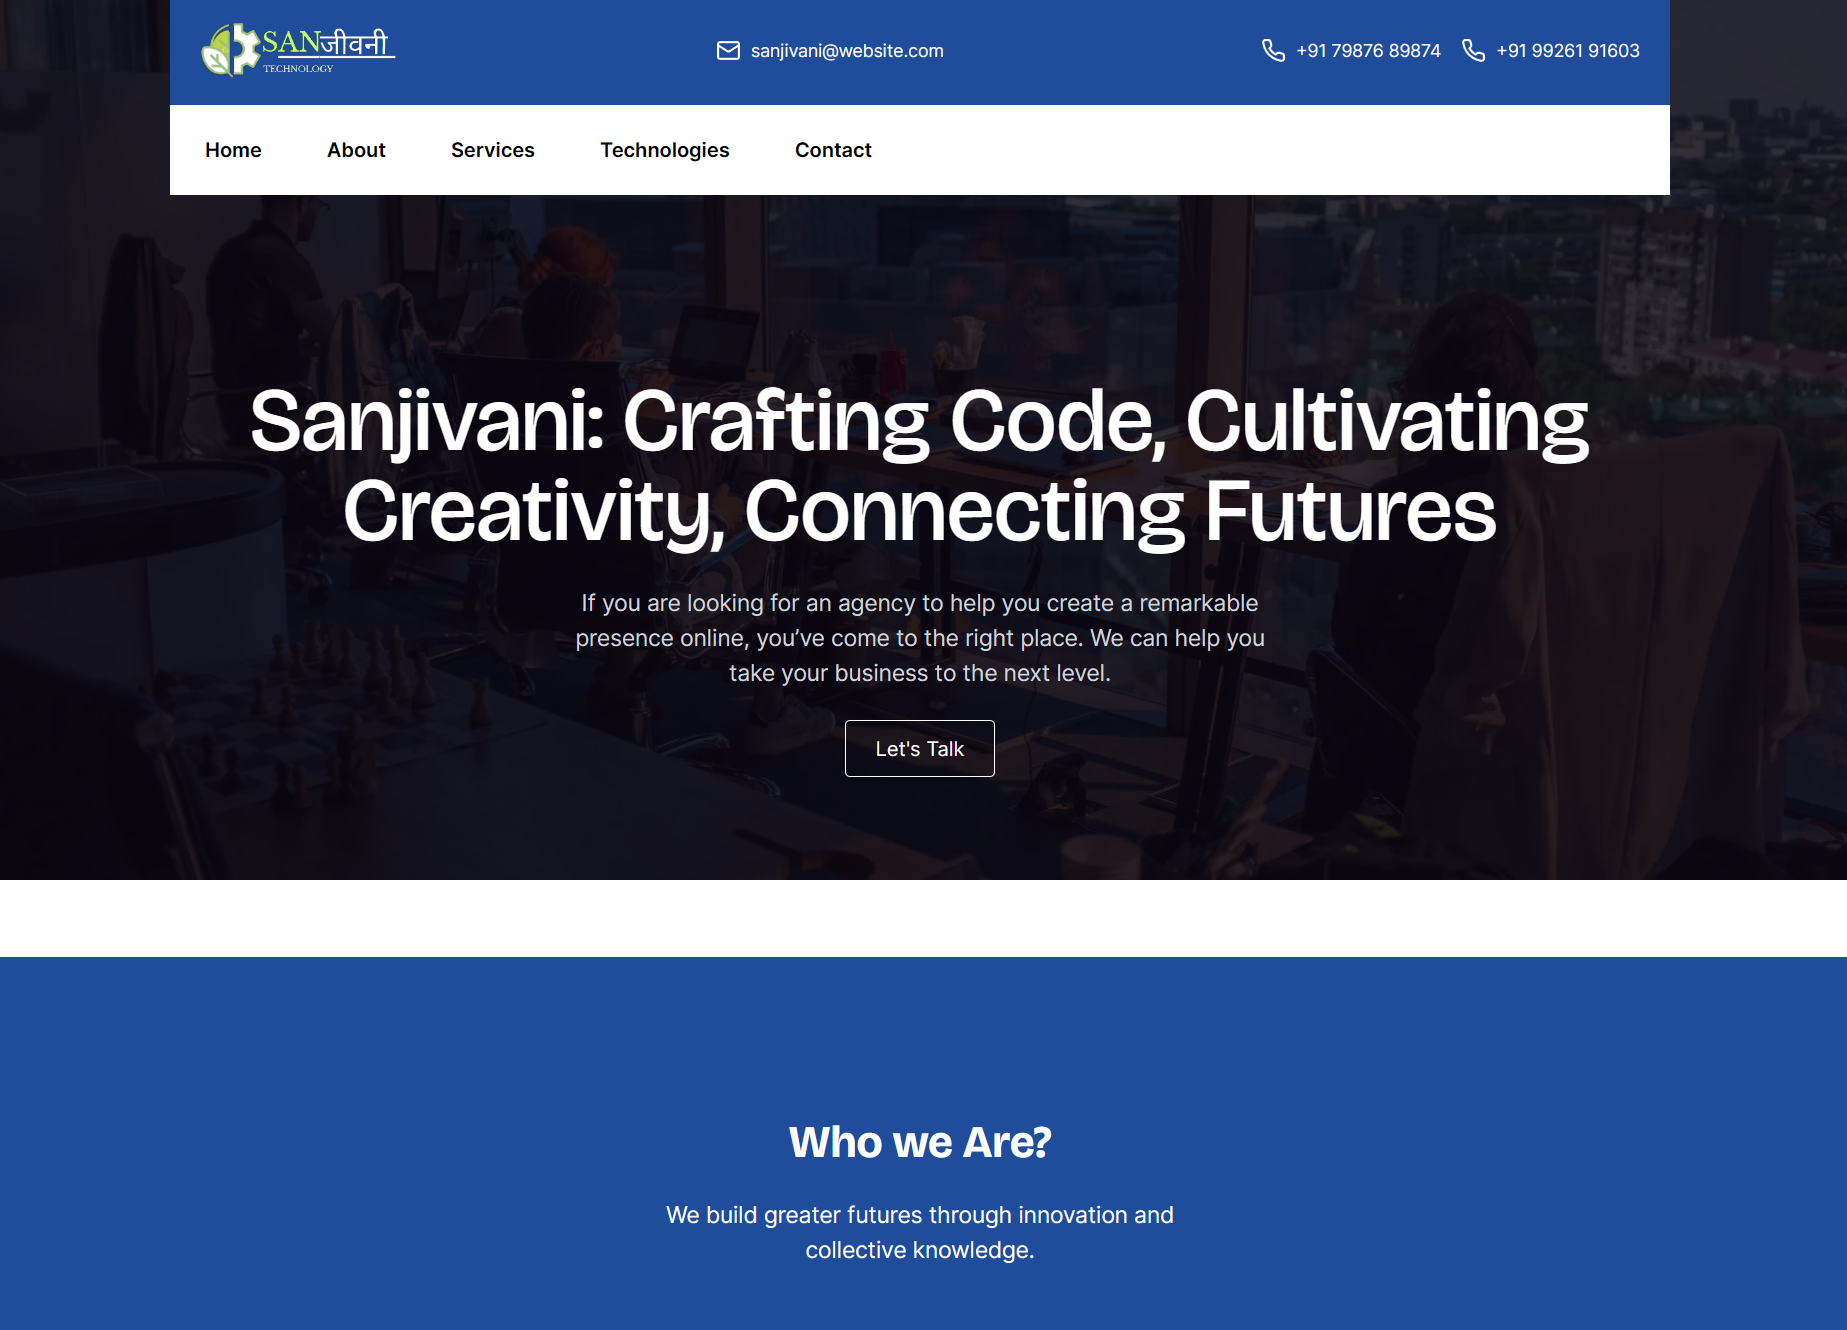 SANजीवनी
TECHNOLOGY
sanjivani@website.com
+91 79876 89874
+91 99261 91603
Home
About
Services
Technologies
Contact
Sanjivani: Crafting Code, Cultivating
Creativity, Connecting Futures
If you are looking for an agency to help you create a remarkable
presence online, you’ve come to the right place. We can help you
take your business to the next level.
Let's Talk
Who we Are?
We build greater futures through innovation and
collective knowledge.